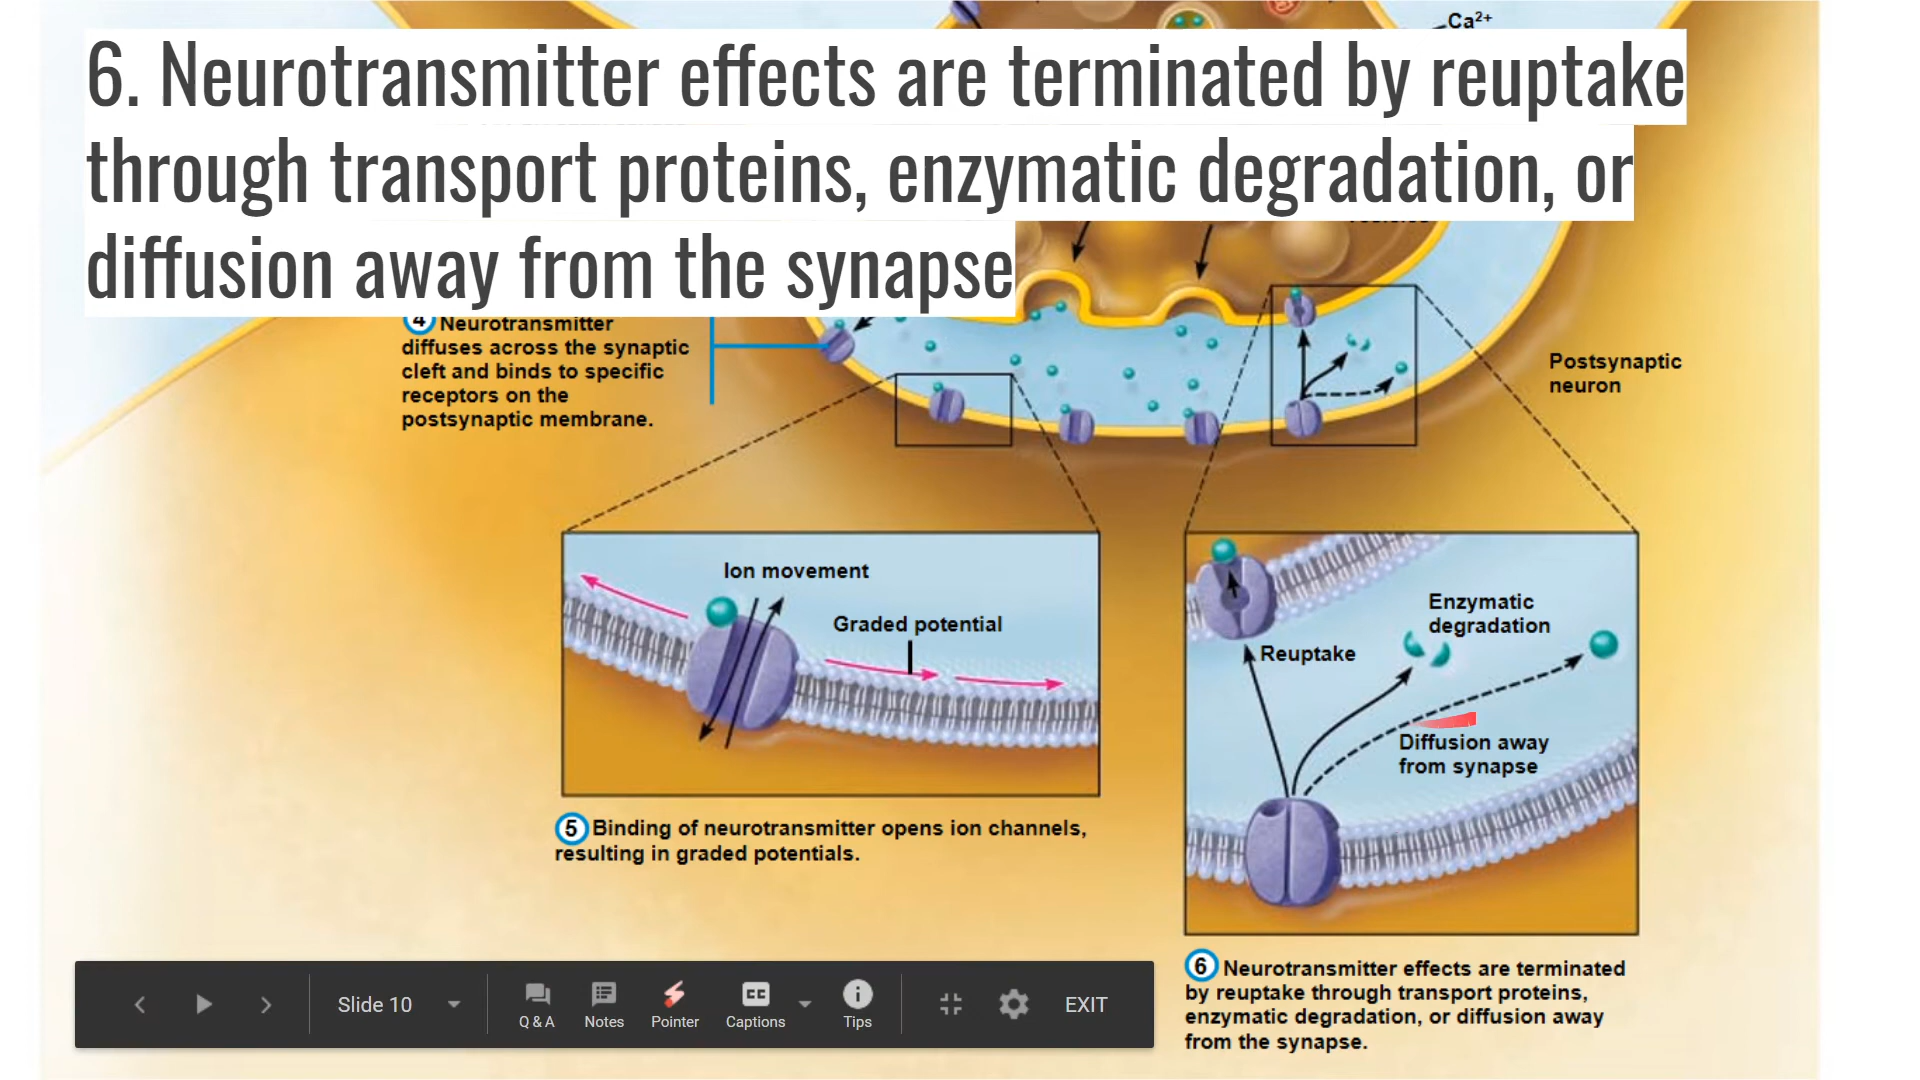 Ca²⁺
6. Neurotransmitter effects are terminated by reuptake
through transport proteins, enzymatic degradation, or
diffusion away from the synapse
4 Neurotransmitter
diffuses across the synaptic
cleft and binds to specific
receptors on the
postsynaptic membrane.
Postsynaptic
neuron
Ion movement
Graded potential
Enzymatic
degradation
Reuptake
Diffusion away
from synapse
5 Binding of neurotransmitter opens ion channels,
resulting in graded potentials.
6 Neurotransmitter effects are terminated
by reuptake through transport proteins,
enzymatic degradation, or diffusion away
from the synapse.
Slide 10
Q & A
Notes
Pointer
CC
Captions
Tips
EXIT